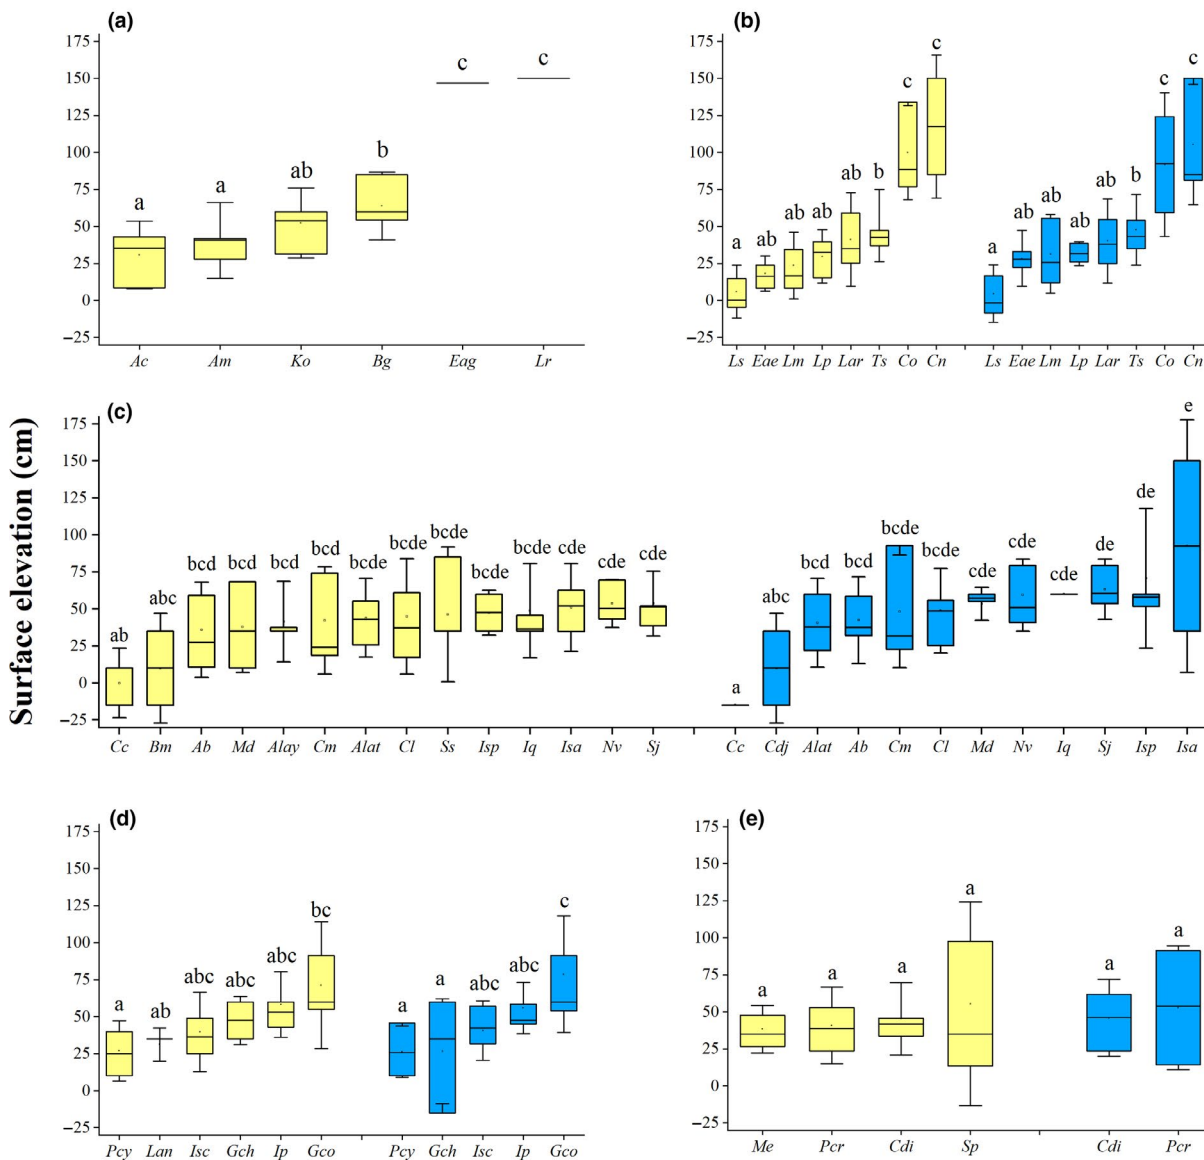 Surface elevation (cm)
(a)
175
150
125
100
75
50
25
0
−25
a a ab b c c
Ac Am Ko Bg Eag Lr
(b)
175
150
125
100
75
50
25
0
−25
a ab ab ab ab b c c a ab ab ab ab b c c
Ls Eae Lm Lp Lar Ts Co Cn Ls Eae Lm Lp Lar Ts Co Cn
(c)
175
150
125
100
75
50
25
0
−25
ab abc bcd bcd bcd bcd bcde bcde bcde bcde bcde cde cde cde a abc bcd bcd bcde bcde cde cde cde de de e
Cc Bm Ab Md Alay Cm Alat Cl Ss Isp Iq Isa Nv Sj Cc Cdj Alat Ab Cm Cl Md Nv Iq Sj Isp Isa
(d)
175
150
125
100
75
50
25
0
−25
a ab abc abc abc bc a a abc abc c
Pcy Lan Isc Gch Ip Gco Pcy Gch Isc Ip Gco
(e)
175
150
125
100
75
50
25
0
−25
a a a a a a
Me Pcr Cdi Sp Cdi Pcr